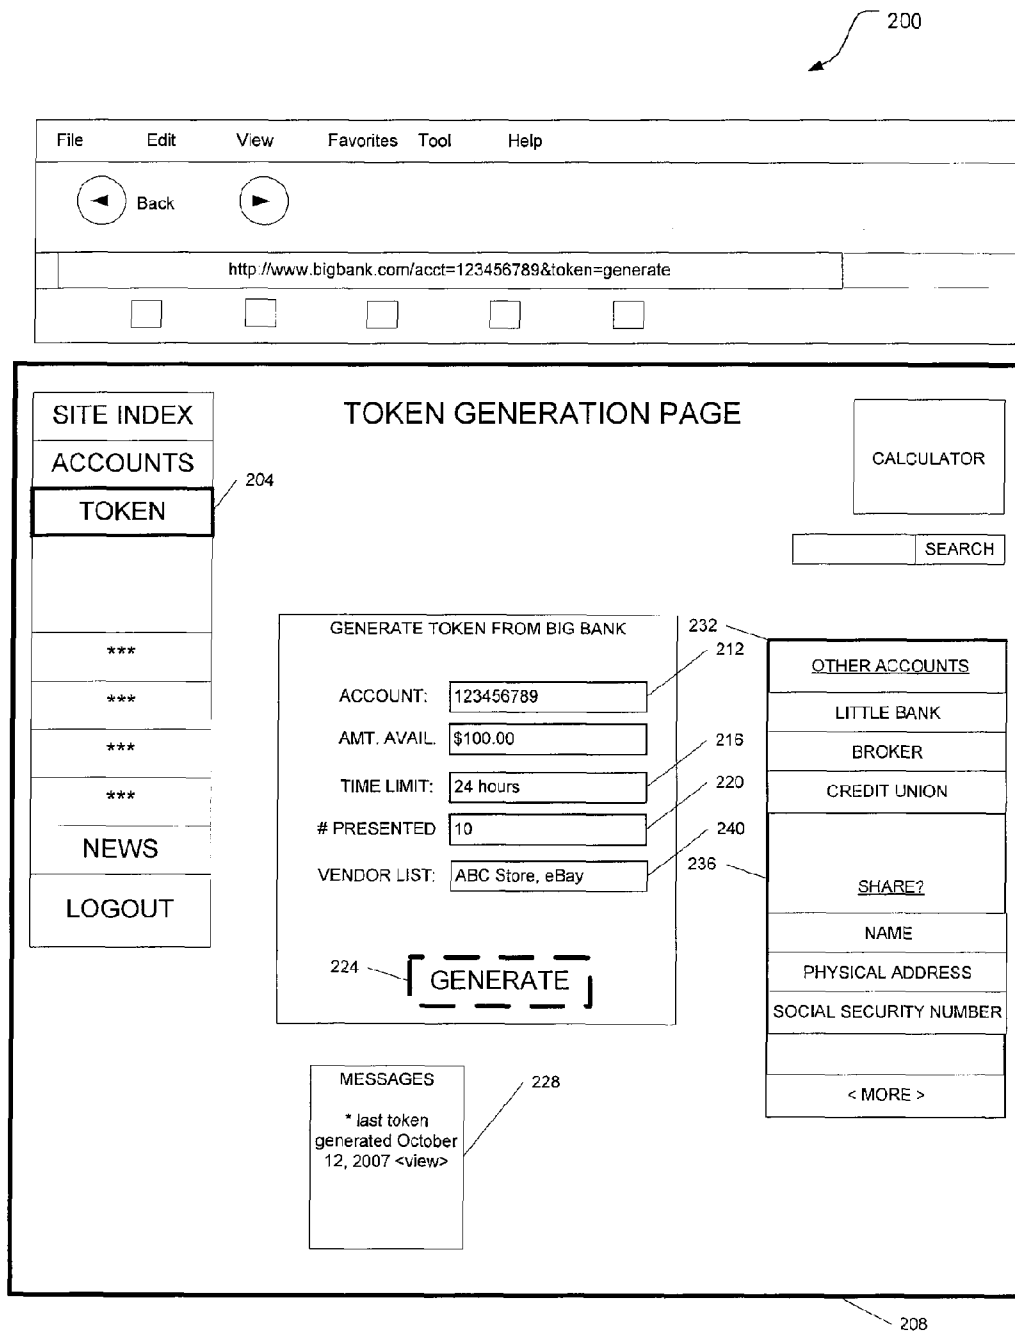 200
File Edit View Favorites Tool Help
Back
http://www.bigbank.com/acct=123456789&token=generate
SITE INDEX
ACCOUNTS
TOKEN
204
***
***
***
***
NEWS
LOGOUT
TOKEN GENERATION PAGE
CALCULATOR
SEARCH
GENERATE TOKEN FROM BIG BANK
ACCOUNT: 123456789
212
AMT. AVAIL. $100.00
TIME LIMIT: 24 hours
216
# PRESENTED 10
220
VENDOR LIST: ABC Store, eBay
240
224
GENERATE
MESSAGES
* last token
generated October
12, 2007 <view>
228
232
OTHER ACCOUNTS
LITTLE BANK
BROKER
CREDIT UNION
236
SHARE?
NAME
PHYSICAL ADDRESS
SOCIAL SECURITY NUMBER
< MORE >
208